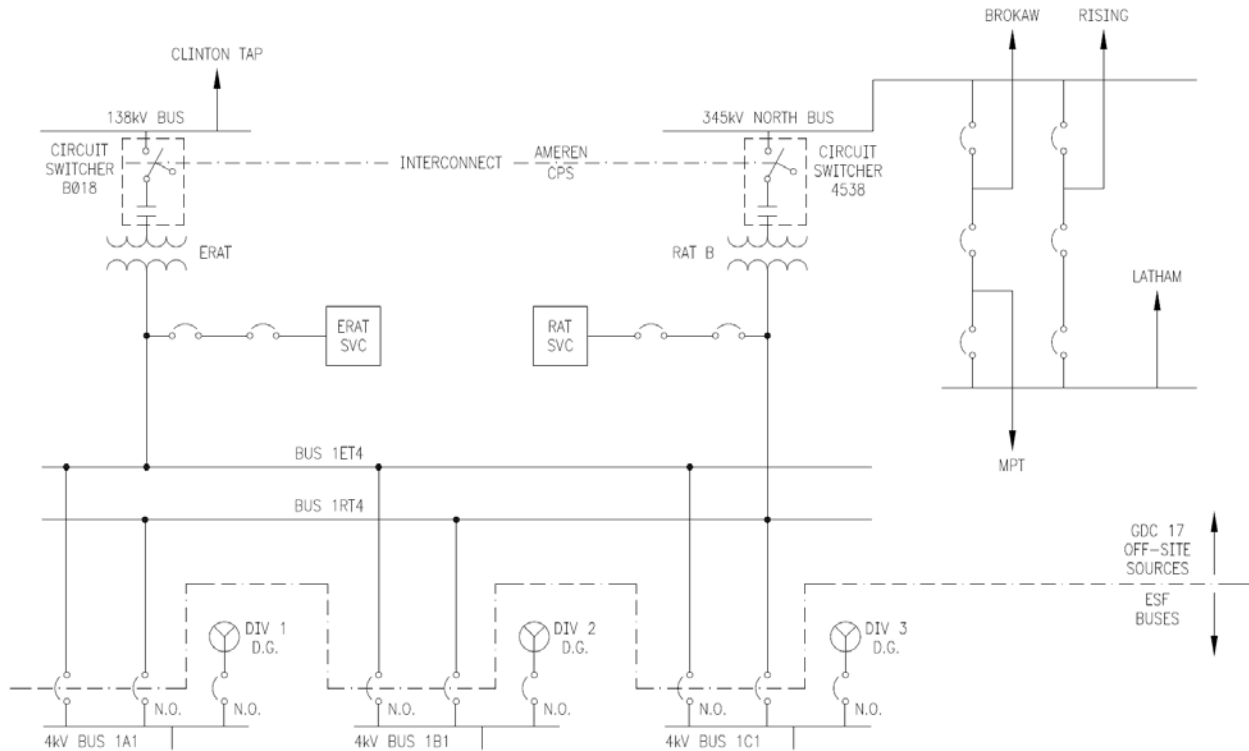 BROKAW
RISING
CLINTON TAP
138kV BUS
345kV NORTH BUS
CIRCUIT
SWITCHER
BØ18
INTERCONNECT
AMEREN
CPS
CIRCUIT
SWITCHER
4538
ERAT
RAT B
LATHAM
ERAT
SVC
RAT
SVC
BUS 1ET4
MPT
BUS 1RT4
GDC 17
OFF-SITE
SOURCES
ESF
BUSES
DIV 1
D.G.
DIV 2
D.G.
DIV 3
D.G.
N.O.
N.O.
N.O.
N.O.
N.O.
4kV BUS 1A1
4kV BUS 1B1
4kV BUS 1C1